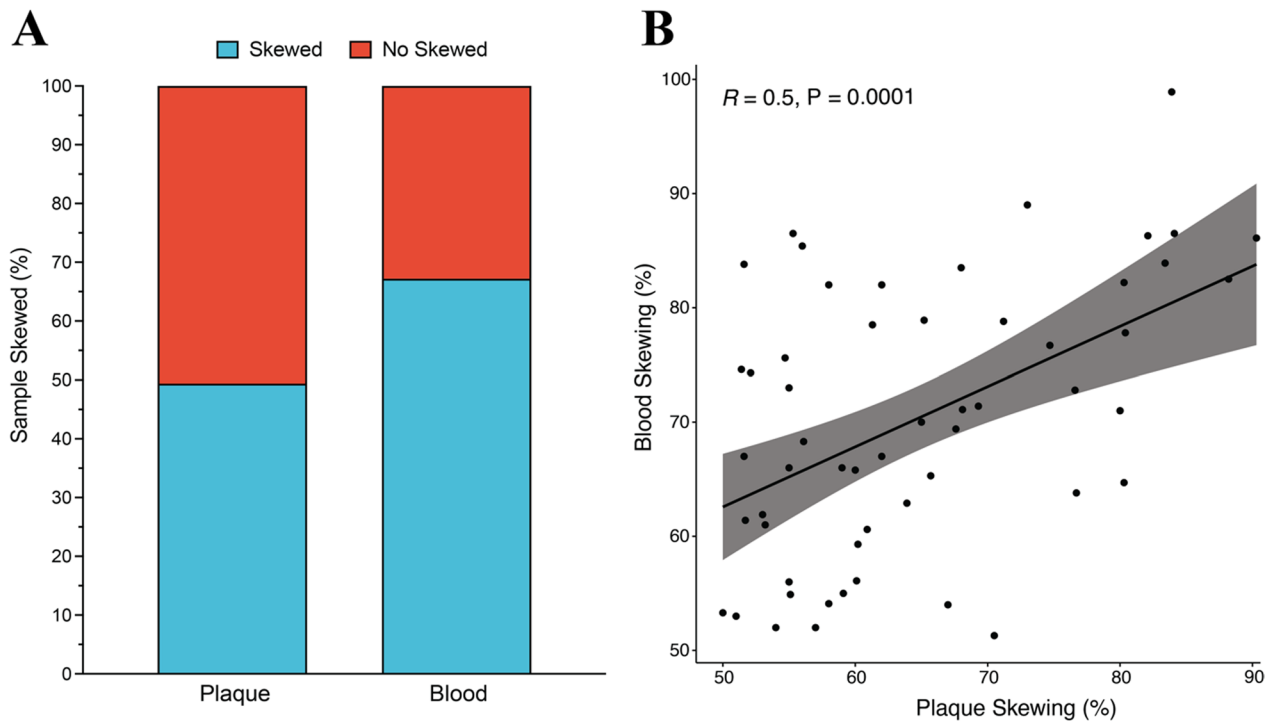 A
Skewed No Skewed
Sample Skewed (%)
100
90
80
70
60
50
40
30
20
10
0
Plaque Blood
B
R = 0.5, P = 0.0001
Blood Skewing (%)
100
90
80
70
60
50
50 60 70 80 90
Plaque Skewing (%)